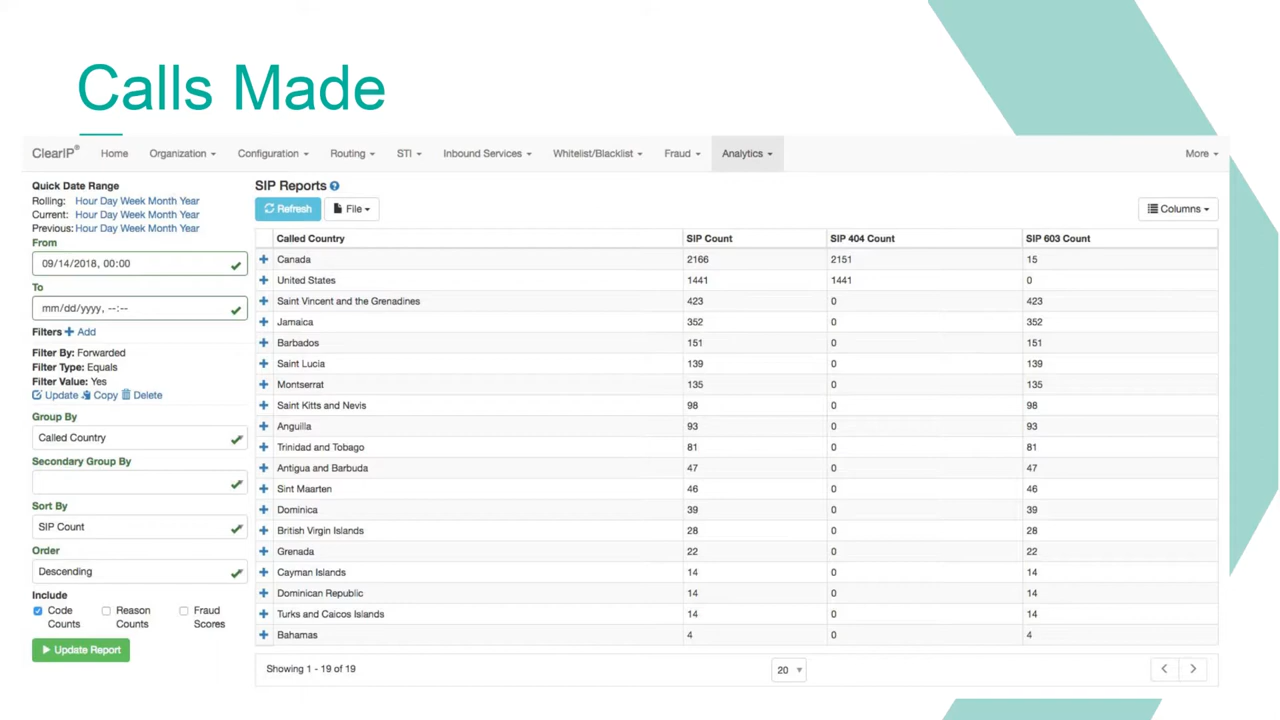 Calls Made
ClearIP® Home Organization Configuration Routing STI Inbound Services Whitelist/Blacklist Fraud Analytics More
Quick Date Range
Rolling: Hour Day Week Month Year
Current: Hour Day Week Month Year
Previous: Hour Day Week Month Year
From
09/14/2018, 00:00
To
mm/dd/yyyy, --:--
Filters + Add
Filter By: Forwarded
Filter Type: Equals
Filter Value: Yes
Update Copy Delete
Group By
Called Country
Secondary Group By
Sort By
SIP Count
Order
Descending
Include
Code Counts
Reason Counts
Fraud Scores
Update Report
SIP Reports
Refresh File Columns
Called Country SIP Count SIP 404 Count SIP 603 Count
Canada 2166 2151 15
United States 1441 1441 0
Saint Vincent and the Grenadines 423 0 423
Jamaica 352 0 352
Barbados 151 0 151
Saint Lucia 139 0 139
Montserrat 135 0 135
Saint Kitts and Nevis 98 0 98
Anguilla 93 0 93
Trinidad and Tobago 81 0 81
Antigua and Barbuda 47 0 47
Sint Maarten 46 0 46
Dominica 39 0 39
British Virgin Islands 28 0 28
Grenada 22 0 22
Cayman Islands 14 0 14
Dominican Republic 14 0 14
Turks and Caicos Islands 14 0 14
Bahamas 4 0 4
Showing 1 - 19 of 19 20